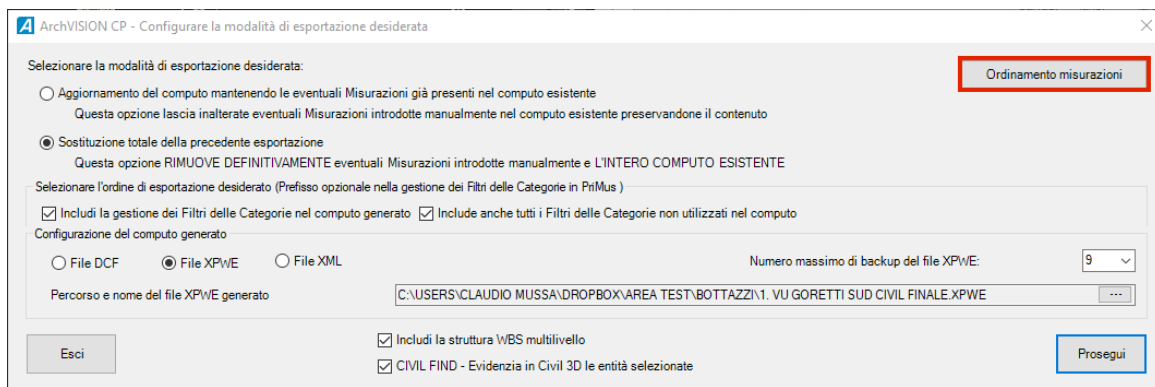 ArchVISION CP - Configurare la modalità di esportazione desiderata
Selezionare la modalità di esportazione desiderata:
Ordinamento misurazioni
Aggiornamento del computo mantenendo le eventuali Misurazioni già presenti nel computo esistente
Questa opzione lascia inalterate eventuali Misurazioni introdotte manualmente nel computo esistente preservandone il contenuto
Sostituzione totale della precedente esportazione
Questa opzione RIMUOVE DEFINITIVAMENTE eventuali Misurazioni introdotte manualmente e L'INTERO COMPUTO ESISTENTE
Selezionare l'ordine di esportazione desiderato (Prefisso opzionale nella gestione dei Filtri delle Categorie in PriMus )
Includi la gestione dei Filtri delle Categorie nel computo generato Include anche tutti i Filtri delle Categorie non utilizzati nel computo
Configurazione del computo generato
File DCF File XPWE File XML Numero massimo di backup del file XPWE: 9
Percorso e nome del file XPWE generato C:\USERS\CLAUDIO MUSSA\DROPBOX\AREA TEST\BOTTAZZI\1. VU GORETTI SUD CIVIL FINALE.XPWE ...
Includi la struttura WBS multilivello
Esci Prosegui
CIVIL FIND - Evidenzia in Civil 3D le entità selezionate